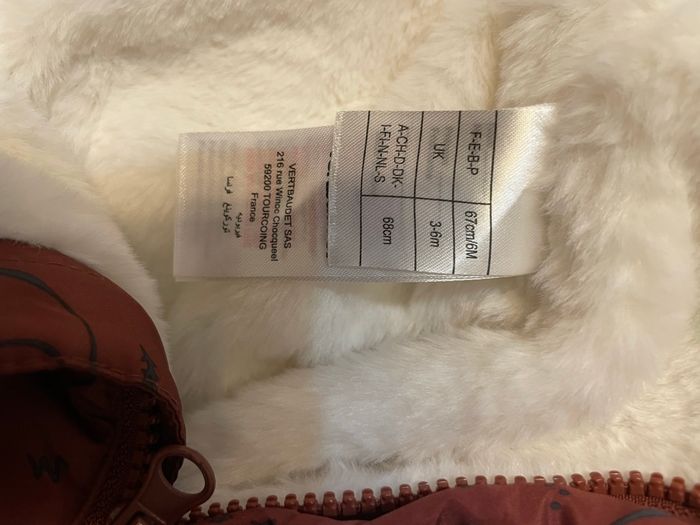 F-E-B-P 67cm/6M
UK 3-6m
A-CH-D-DK- 68cm
I-FI-N-NL-S
VERTBAUDET SAS
216 rue Winoc Chocqueel
59200 TOURCOING
France
فرنسا